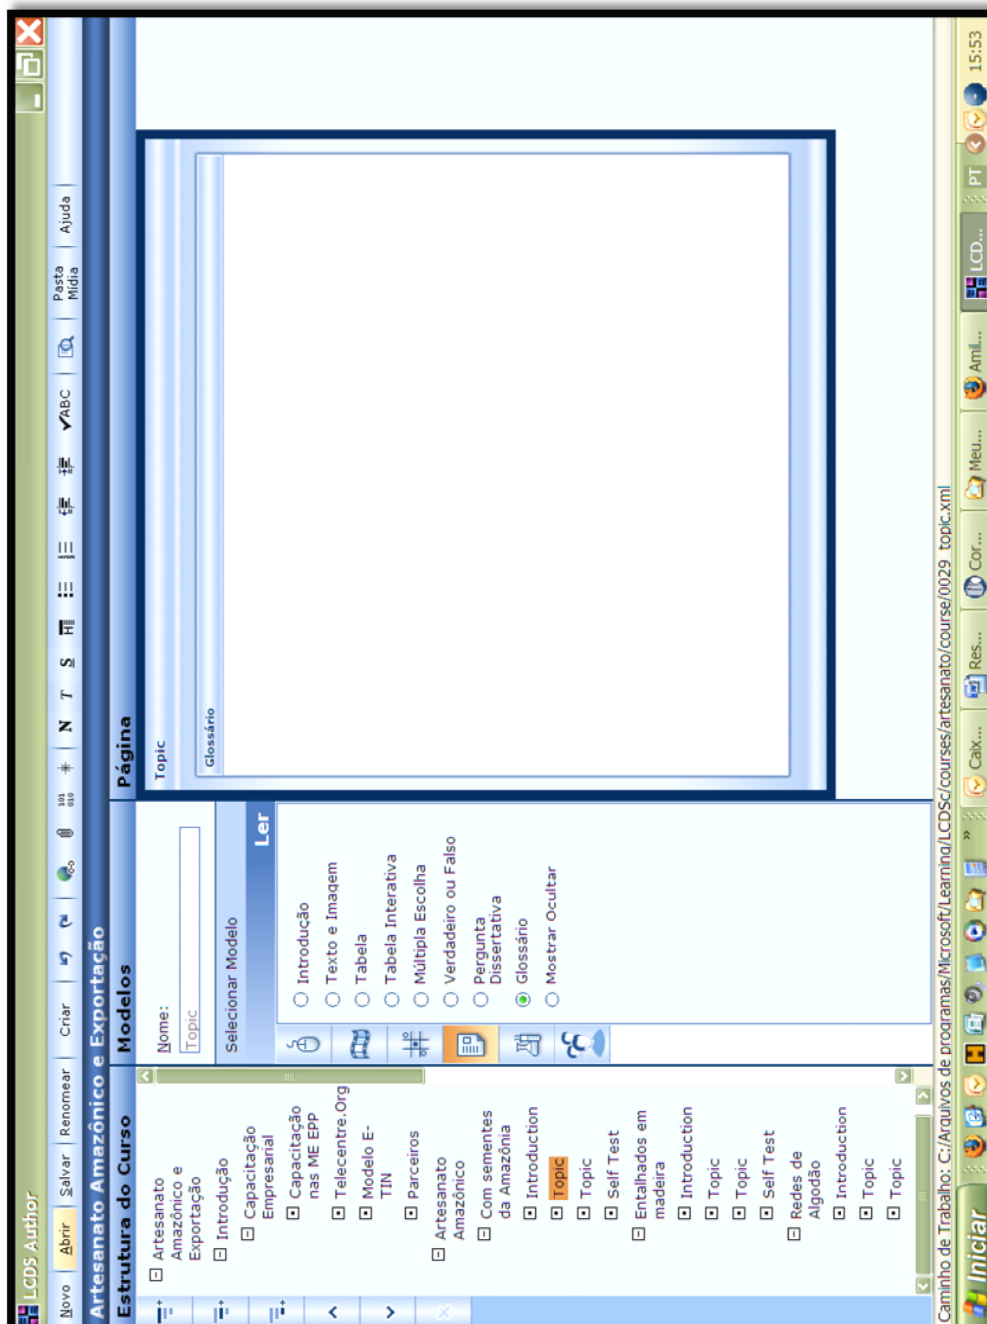 LCDS Author
Novo Abrir Salvar Renomear Criar N T S ABC Pasta Mídia Ajuda
Artesanato Amazônico e Exportação
Estrutura do Curso
Artesanato
Amazônico e
Exportação
Introdução
Capacitação
Empresarial
Capacitação
nas ME EPP
Telecentre.Org
Modelo E-
TIN
Parceiros
Artesanato
Amazônico
Com sementes
da Amazônia
Introduction
Topic
Topic
Self Test
Entalhados em
madeira
Introduction
Topic
Topic
Self Test
Redes de
Algodão
Introduction
Topic
Topic
Modelos
Nome:
Topic
Selecionar Modelo
Ler
Introdução
Texto e Imagem
Tabela
Tabela Interativa
Múltipla Escolha
Verdadeiro ou Falso
Pergunta
Dissertativa
Glossário
Mostrar Ocultar
Página
Topic
Glossário
Caminho de Trabalho: C:/Arquivos de programas/Microsoft/Learning/LCDSc/courses/artesanato/course/0029_topic.xml
Iniciar » Caix... Res... Cor... Meu... Amil... LCD... PT 15:53